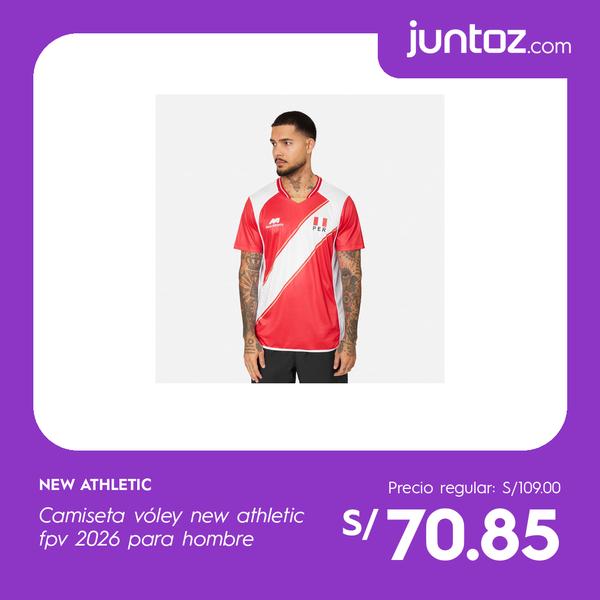 juntoz.com
PER
NEW ATHLETIC
Camiseta vóley new athletic
fpv 2026 para hombre
Precio regular: S/109.00
S/70.85